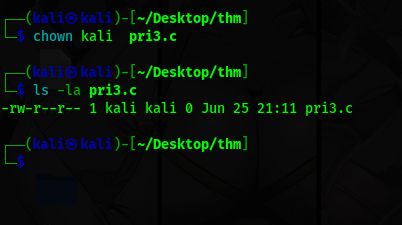 ┌──(kali㉿kali)-[~/Desktop/thm]
└─$ chown kali  pri3.c
┌──(kali㉿kali)-[~/Desktop/thm]
└─$ ls -la pri3.c
-rw-r--r-- 1 kali kali 0 Jun 25 21:11 pri3.c
┌──(kali㉿kali)-[~/Desktop/thm]
└─$